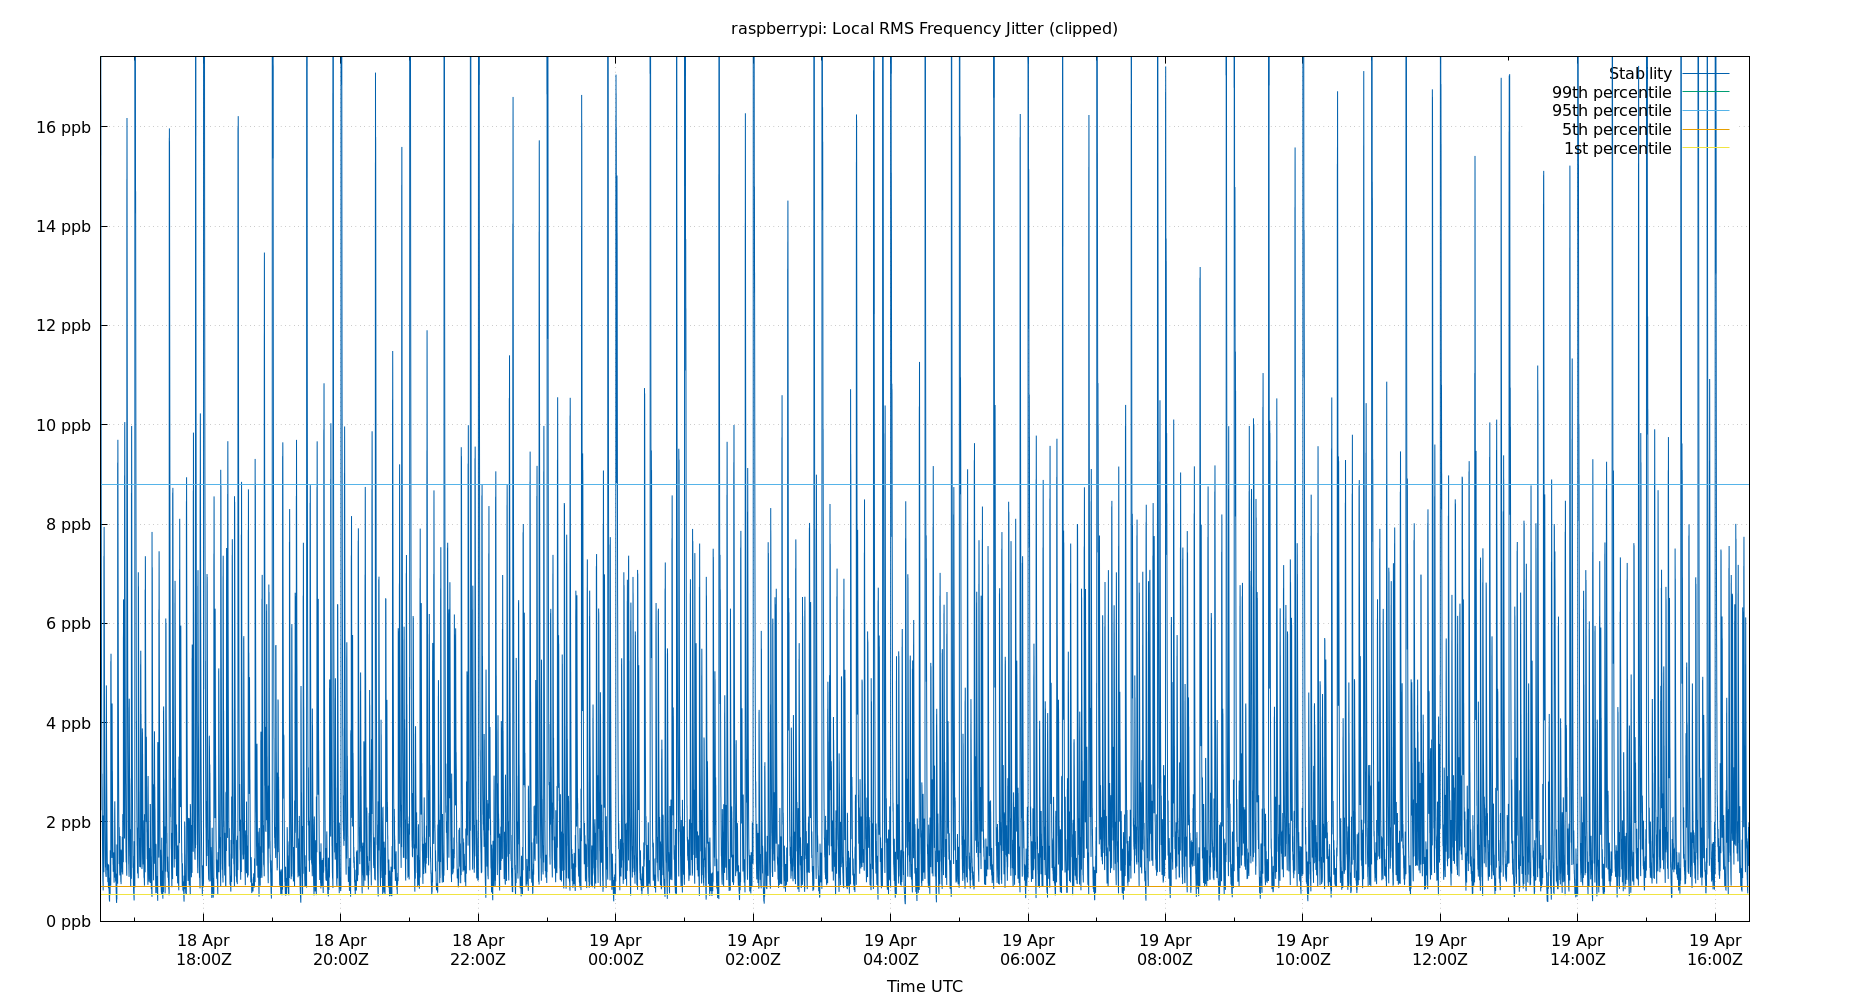 raspberrypi: Local RMS Frequency Jitter (clipped)
Stability
99th percentile
95th percentile
5th percentile
1st percentile
16 ppb
14 ppb
12 ppb
10 ppb
8 ppb
6 ppb
4 ppb
2 ppb
0 ppb
18 Apr 18 Apr 18 Apr 19 Apr 19 Apr 19 Apr 19 Apr 19 Apr 19 Apr 19 Apr 19 Apr 19 Apr
18:00Z 20:00Z 22:00Z 00:00Z 02:00Z 04:00Z 06:00Z 08:00Z 10:00Z 12:00Z 14:00Z 16:00Z
Time UTC